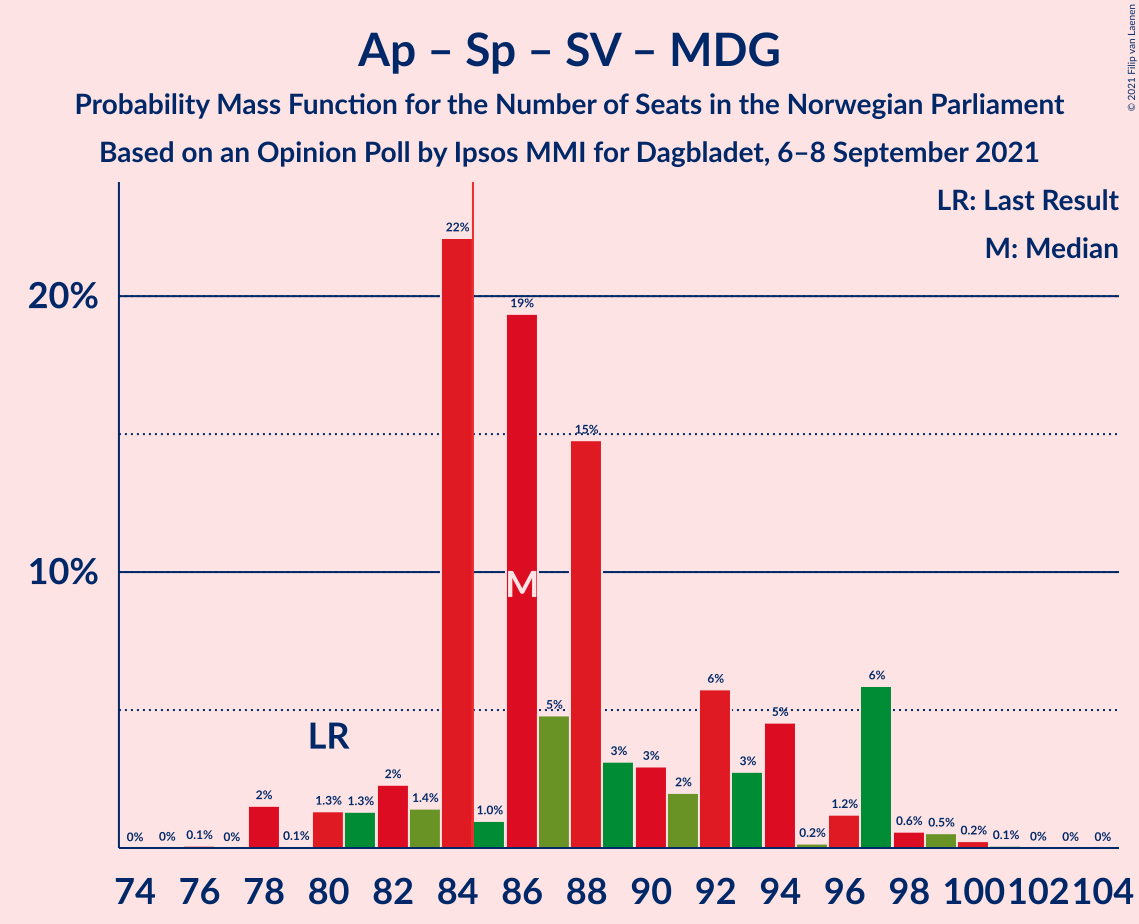 Ap – Sp – SV – MDG
Probability Mass Function for the Number of Seats in the Norwegian Parliament
Based on an Opinion Poll by Ipsos MMI for Dagbladet, 6–8 September 2021
© 2021 Filip van Laenen
LR: Last Result
M: Median
20%
10%
0% 0% 0.1% 0% 2% 0.1% 1.3% 1.3% 2% 1.4% 22% 1.0% 19% 5% 15% 3% 3% 2% 6% 3% 5% 0.2% 1.2% 6% 0.6% 0.5% 0.2% 0.1% 0% 0% 0%
LR
M
74 76 78 80 82 84 86 88 90 92 94 96 98 100 102 104